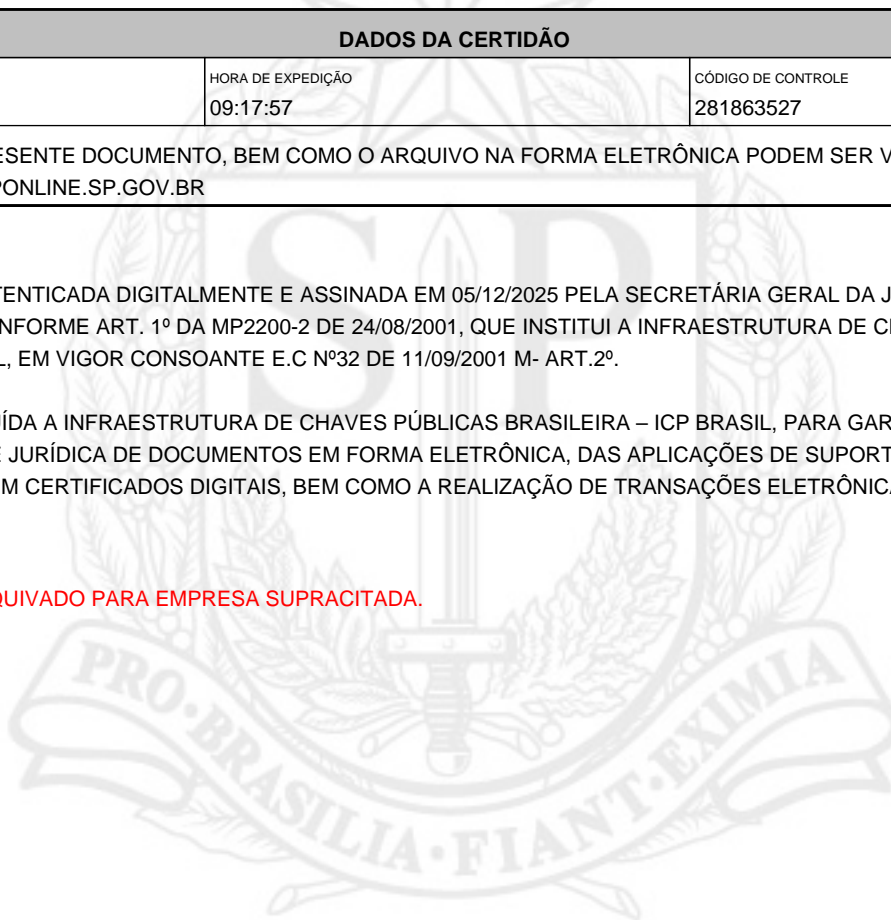 DADOS DA CERTIDÃO
HORA DE EXPEDIÇÃO
CÓDIGO DE CONTROLE
09:17:57
281863527
ESENTE DOCUMENTO, BEM COMO O ARQUIVO NA FORMA ELETRÔNICA PODEM SER V
PONLINE.SP.GOV.BR
TENTICADA DIGITALMENTE E ASSINADA EM 05/12/2025 PELA SECRETÁRIA GERAL DA J
NFORME ART. 1º DA MP2200-2 DE 24/08/2001, QUE INSTITUI A INFRAESTRUTURA DE C
L, EM VIGOR CONSOANTE E.C Nº32 DE 11/09/2001 M- ART.2º.
ÍDA A INFRAESTRUTURA DE CHAVES PÚBLICAS BRASILEIRA – ICP BRASIL, PARA GAR
E JURÍDICA DE DOCUMENTOS EM FORMA ELETRÔNICA, DAS APLICAÇÕES DE SUPORT
M CERTIFICADOS DIGITAIS, BEM COMO A REALIZAÇÃO DE TRANSAÇÕES ELETRÔNICA
QUIVADO PARA EMPRESA SUPRACITADA.
SP
PRO·BRASILIA·FIANT·EXIMIA